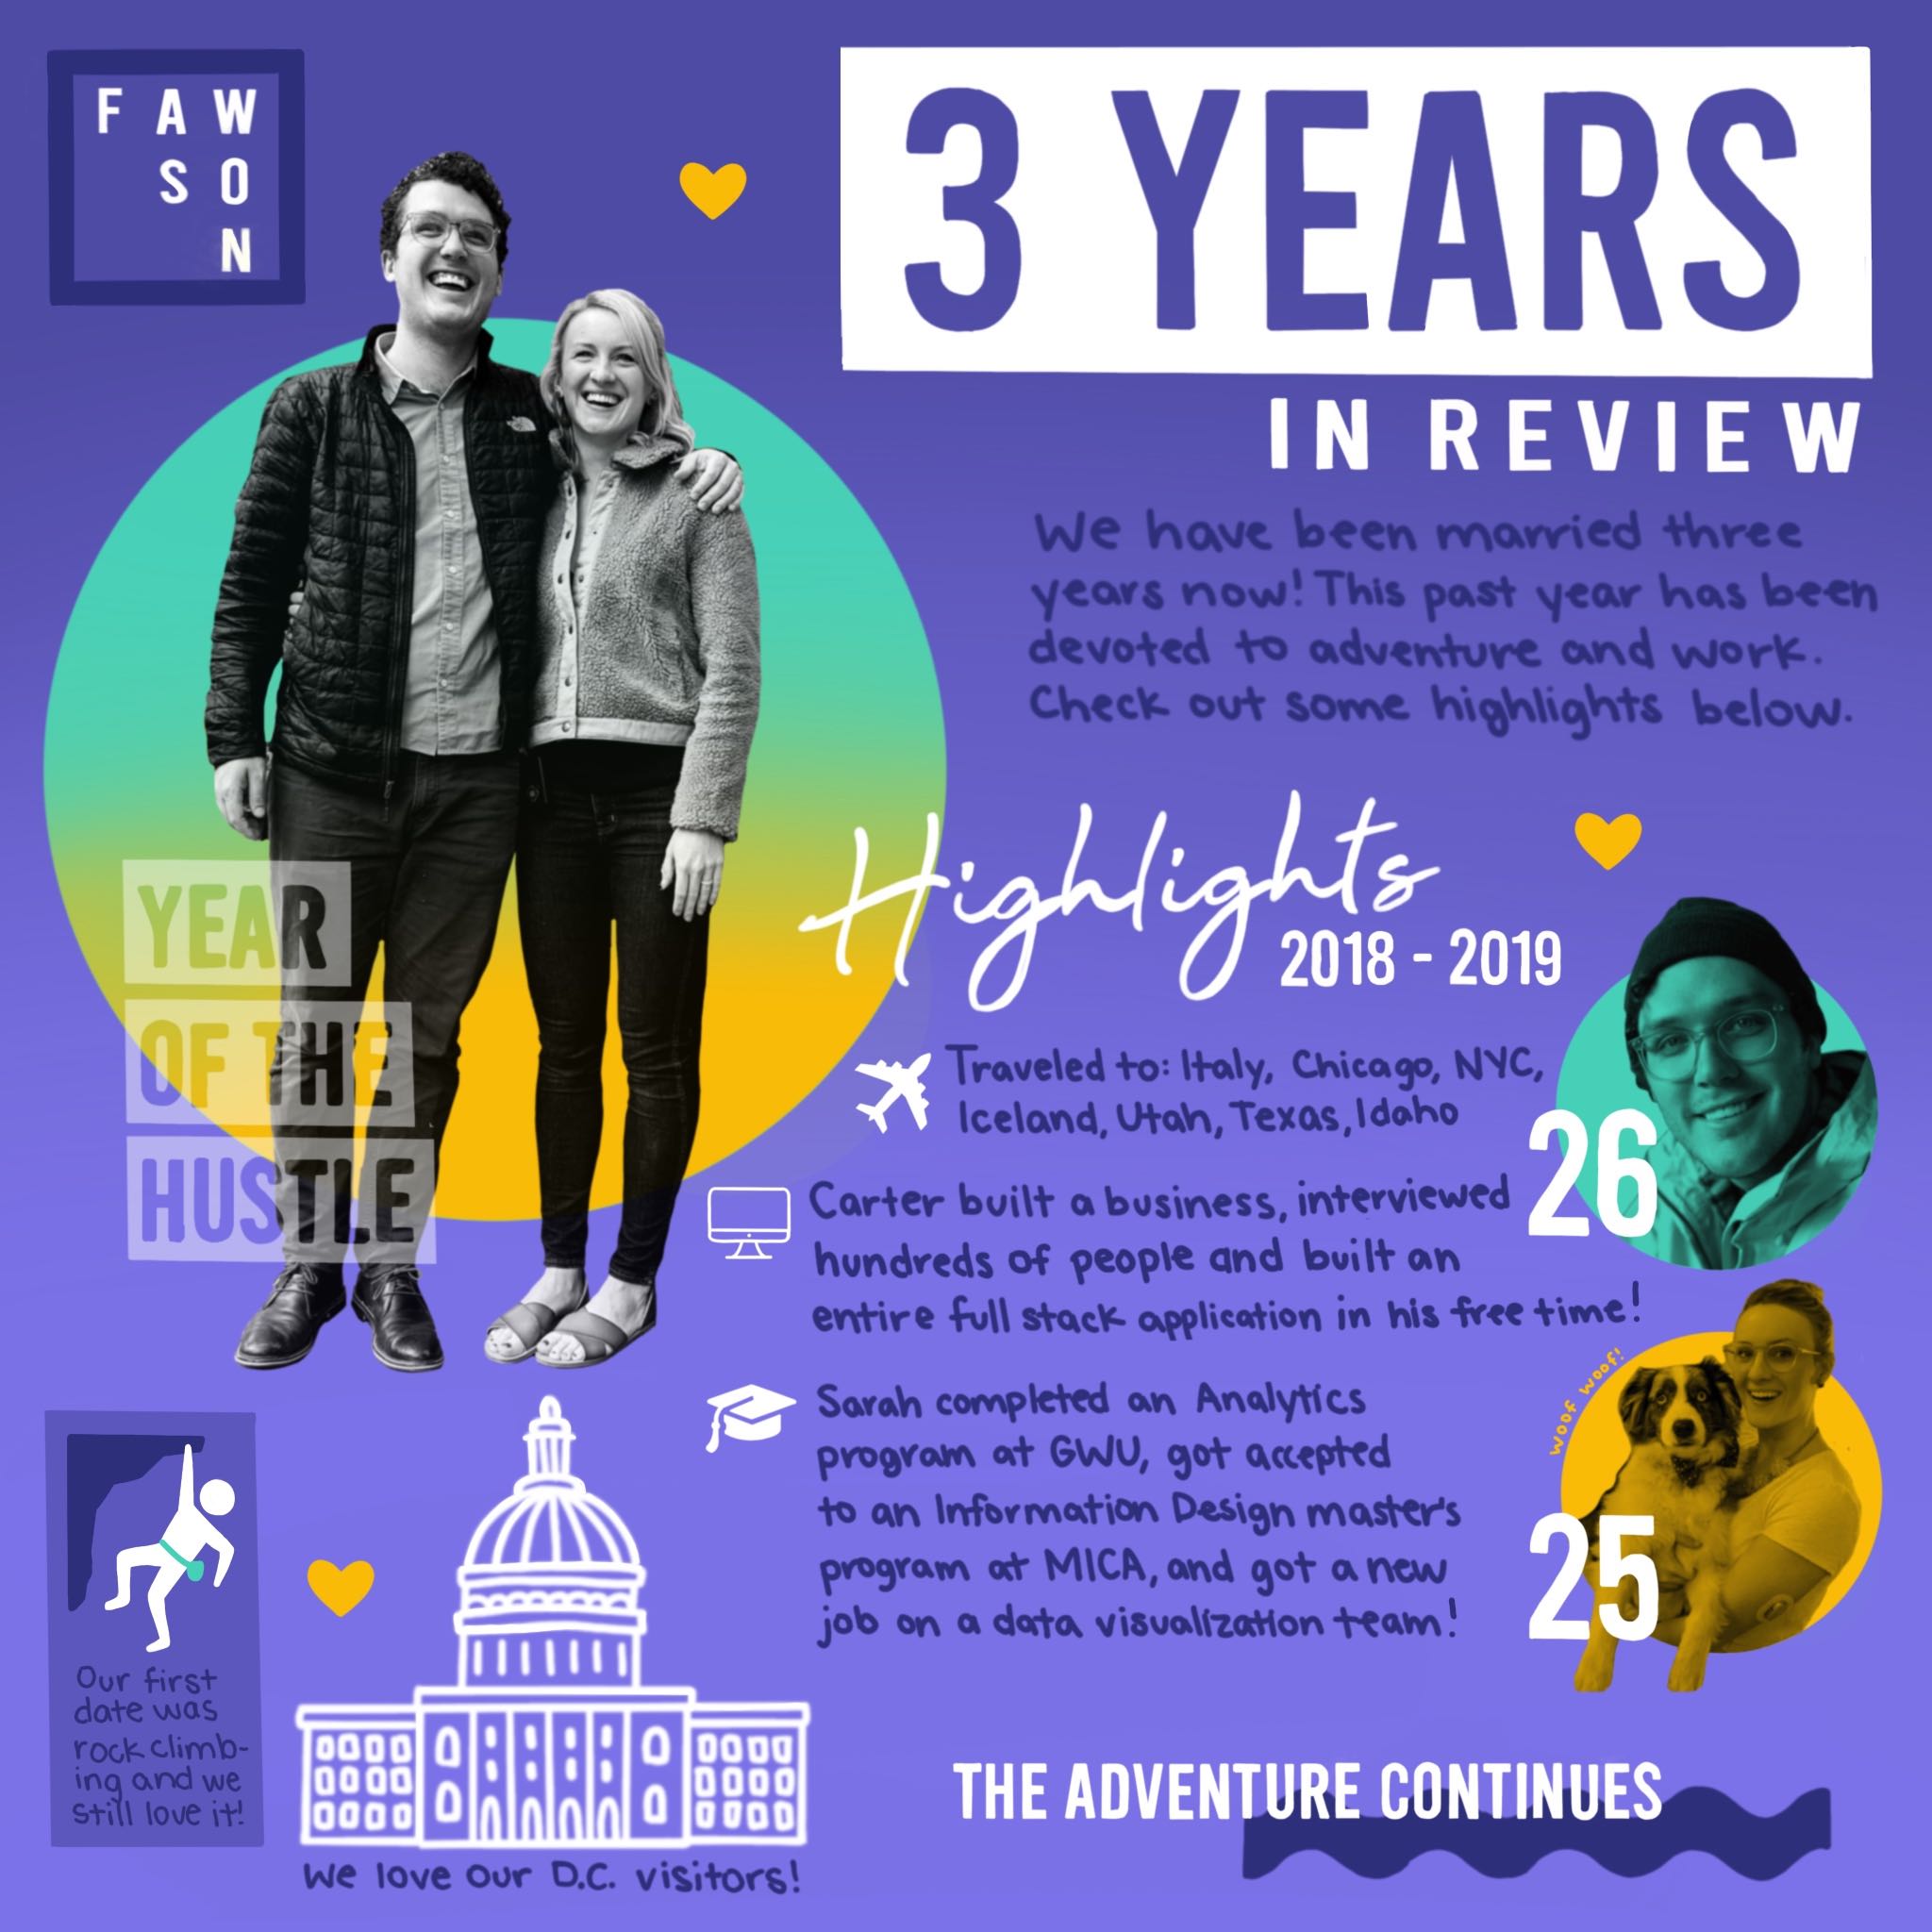 F A W
S O
N
3 YEARS
IN REVIEW
We have been married three
years now! This past year has been
devoted to adventure and work.
Check out some highlights below.
YEAR
OF THE
HUSTLE
Highlights
2018 - 2019
Traveled to: Italy, Chicago, NYC,
Iceland, Utah, Texas, Idaho
26
Carter built a business, interviewed
hundreds of people and built an
entire full stack application in his free time!
woof woof!
Sarah completed an Analytics
program at GWU, got accepted
to an Information Design master's
program at MICA, and got a new
job on a data visualization team!
25
Our first
date was
rock climb-
ing and we
still love it!
We love our D.C. visitors!
THE ADVENTURE CONTINUES